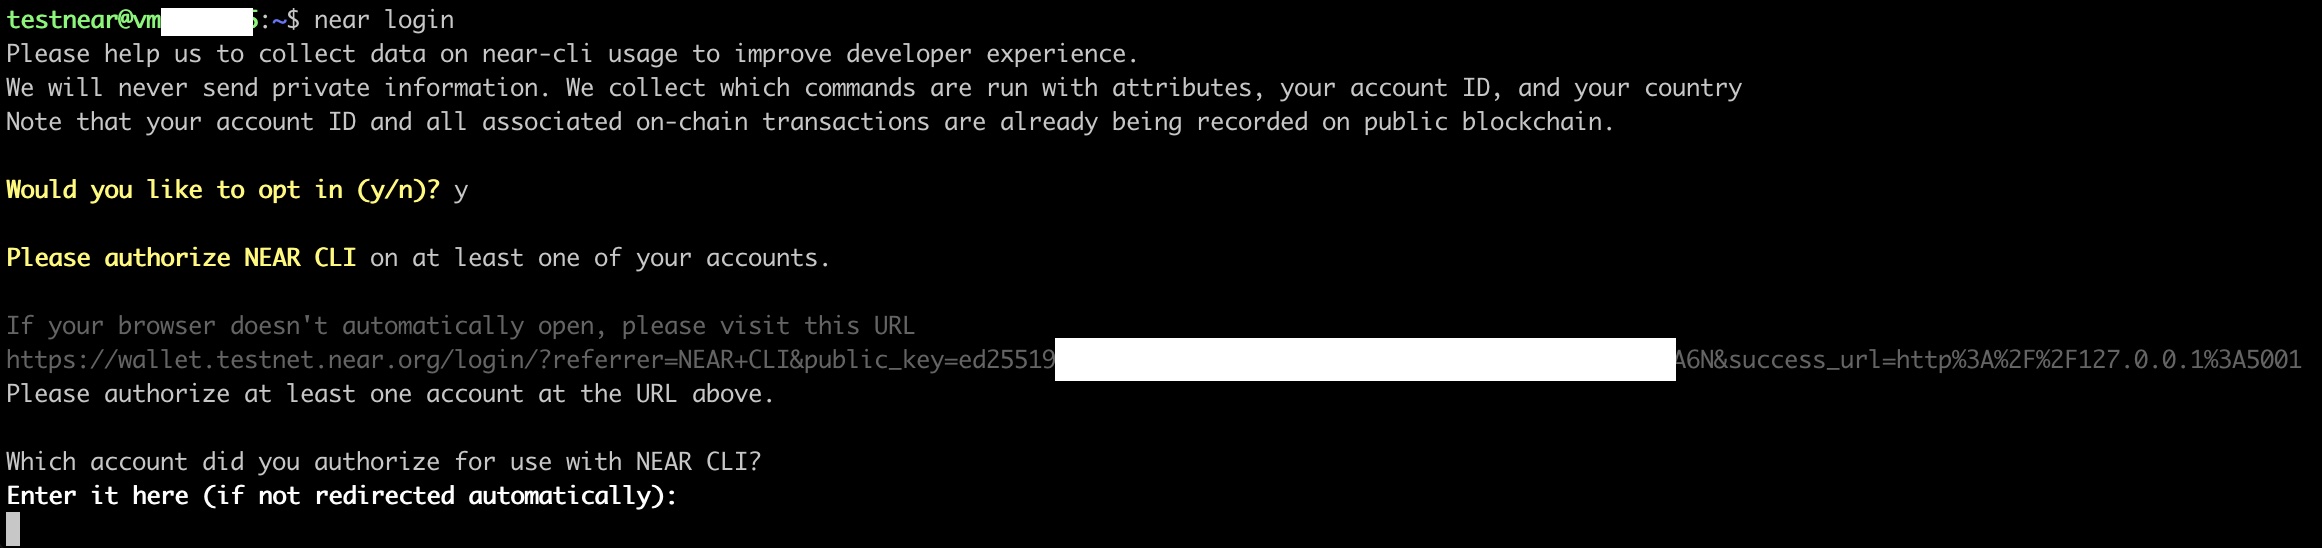 testnear@vm :~$ near login
Please help us to collect data on near-cli usage to improve developer experience.
We will never send private information. We collect which commands are run with attributes, your account ID, and your country
Note that your account ID and all associated on-chain transactions are already being recorded on public blockchain.
Would you like to opt in (y/n)? y
Please authorize NEAR CLI on at least one of your accounts.
If your browser doesn't automatically open, please visit this URL
https://wallet.testnet.near.org/login/?referrer=NEAR+CLI&public_key=ed25519 A6N&success_url=http%3A%2F%2F127.0.0.1%3A5001
Please authorize at least one account at the URL above.
Which account did you authorize for use with NEAR CLI?
Enter it here (if not redirected automatically):